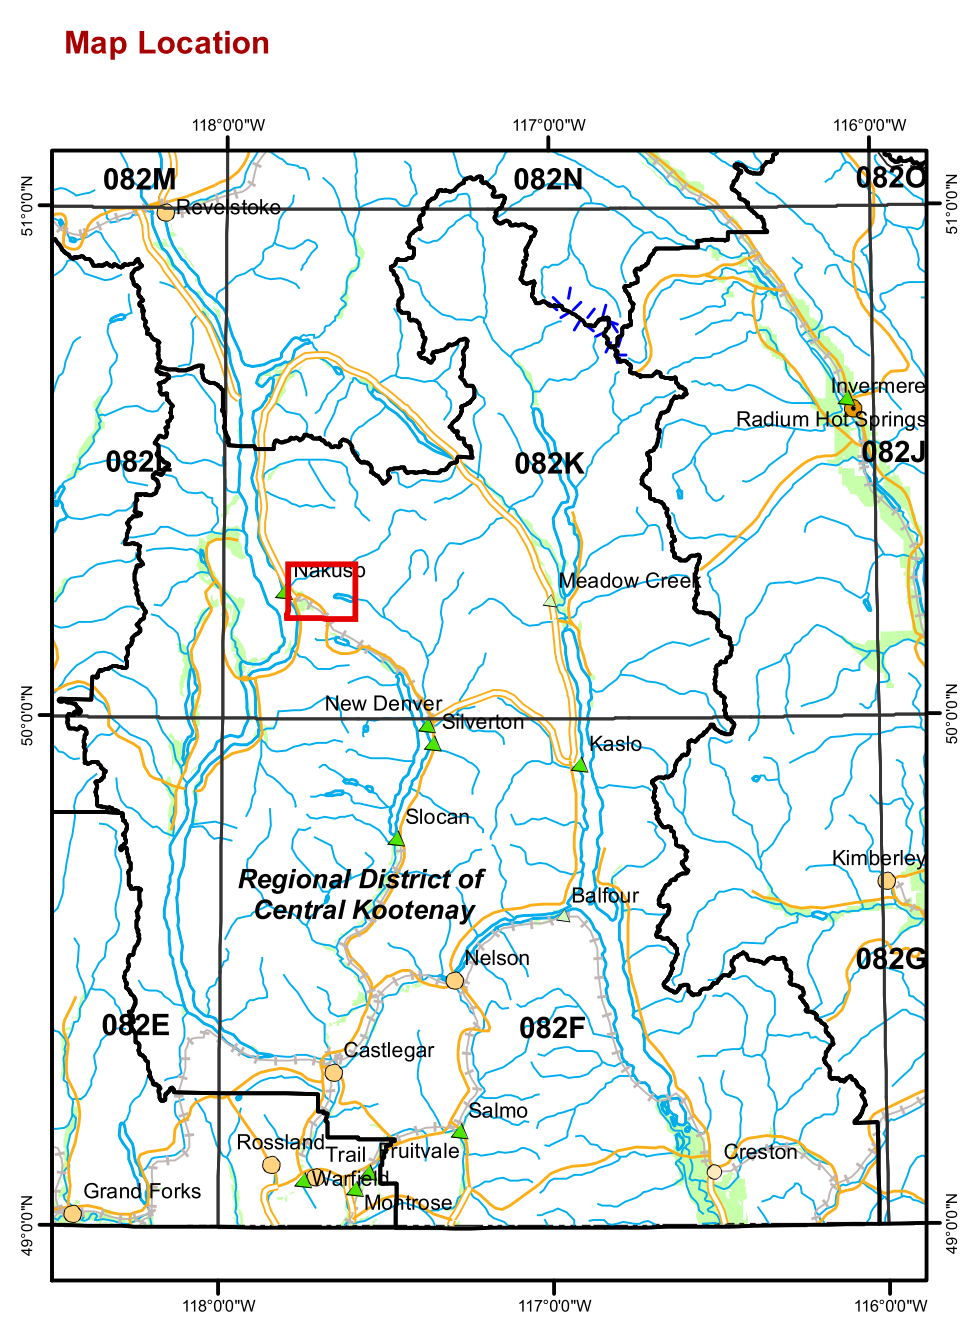 Map Location
118°0'0"W
117°0'0"W
116°0'0"W
51°0'0"N
51°0'0"N
082M
082N
082O
Revelstoke
Invermere
Radium Hot Springs
082L
082K
082J
Nakusp
Meadow Creek
50°0'0"N
50°0'0"N
New Denver
Silverton
Kaslo
Slocan
Kimberley
Regional District of
Central Kootenay
Balfour
Nelson
082G
082E
082F
Castlegar
Salmo
Rossland
Trail
Fruitvale
Creston
Warfield
Grand Forks
Montrose
49°0'0"N
49°0'0"N
118°0'0"W
117°0'0"W
116°0'0"W